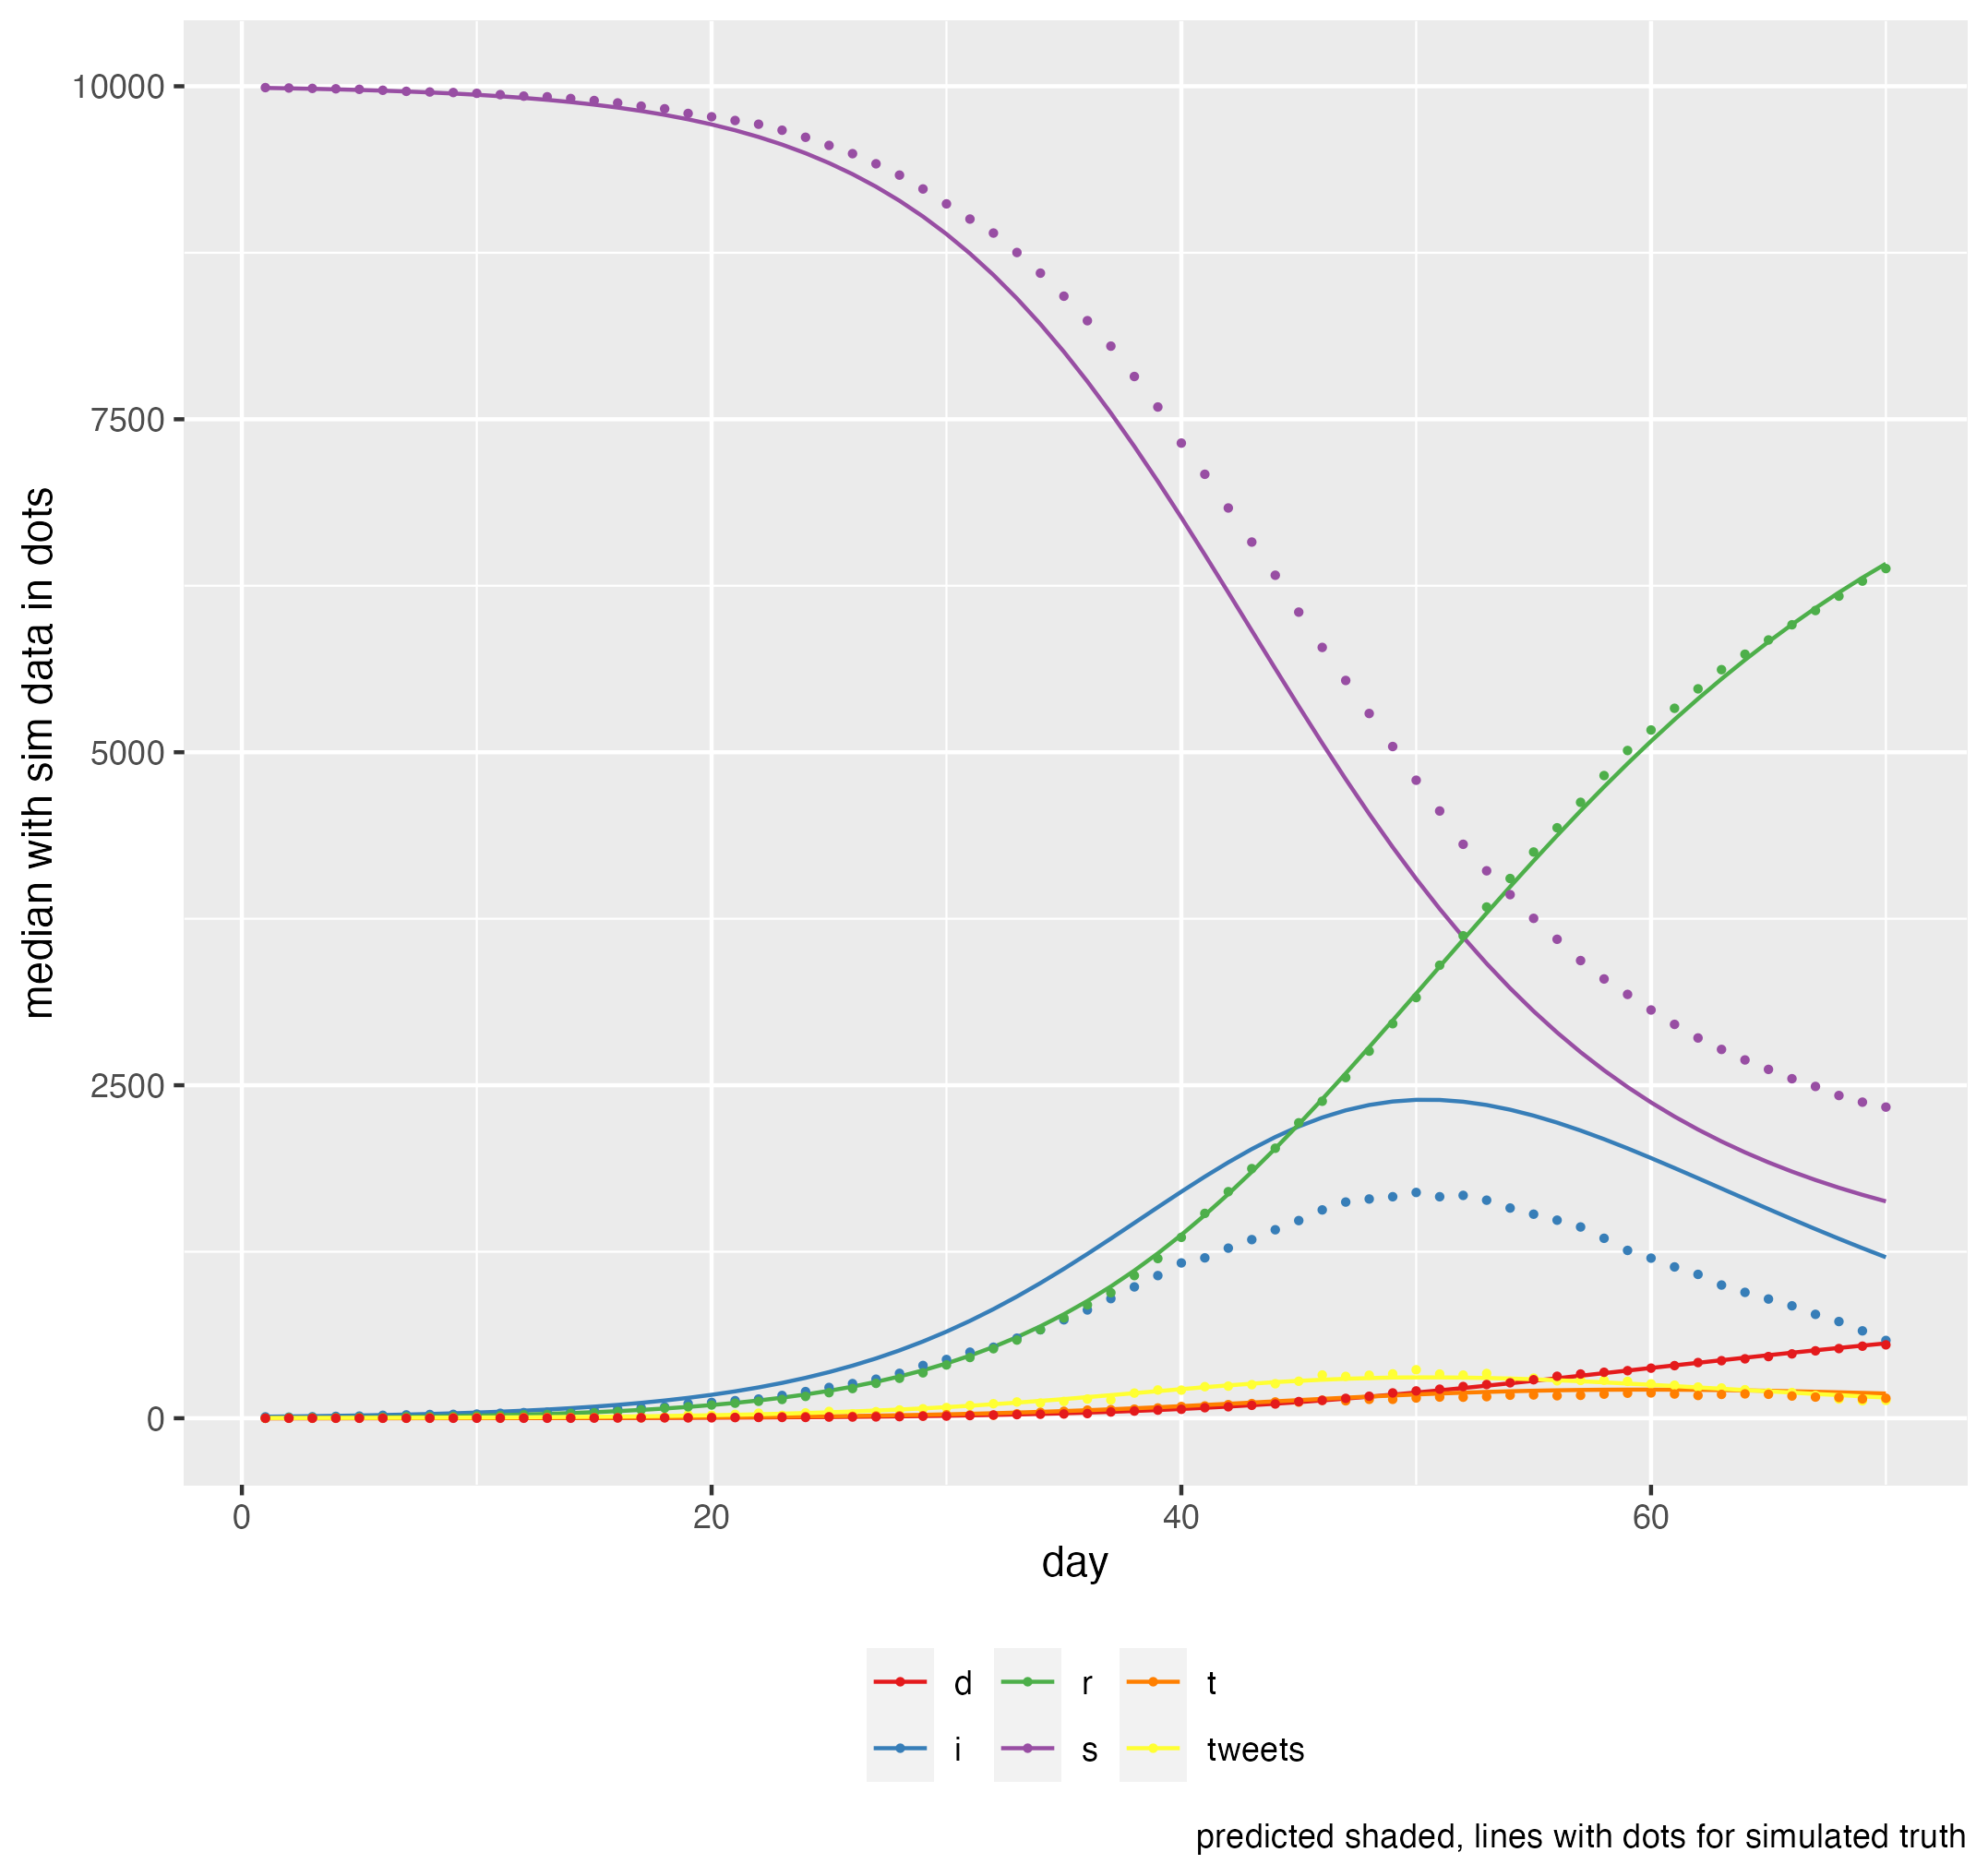 median with sim data in dots
10000
7500
5000
2500
0
0 20 40 60
day
d r t
i s tweets
predicted shaded, lines with dots for simulated truth